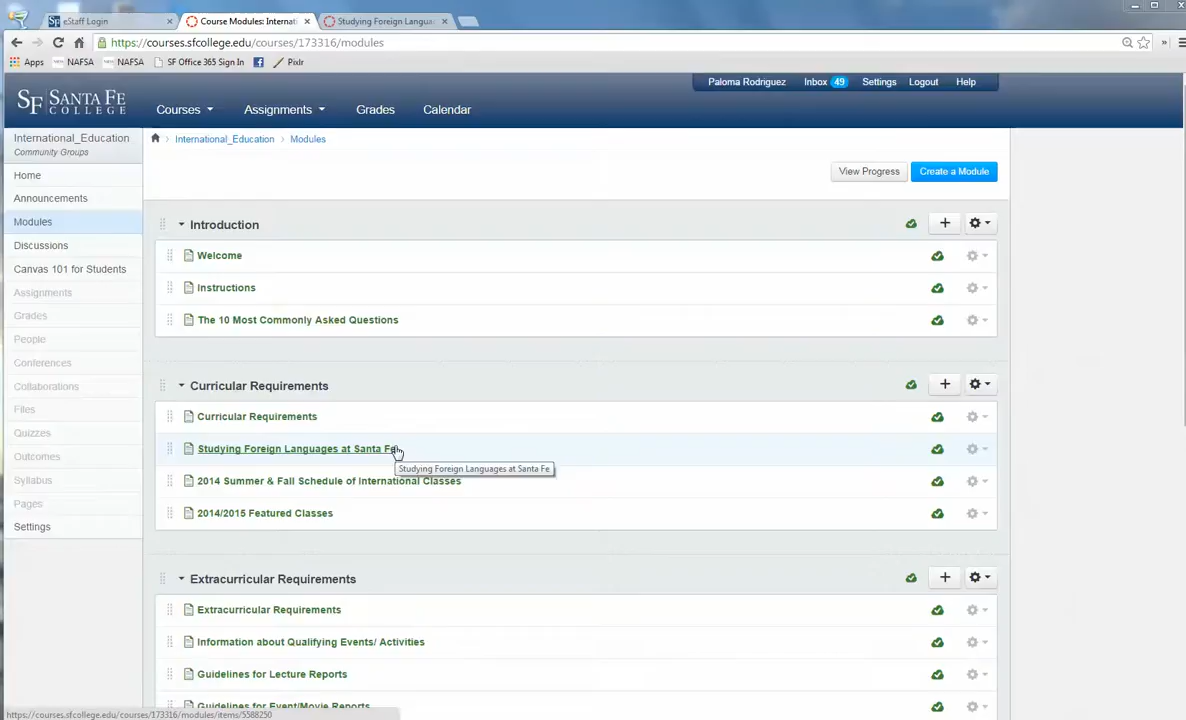 eStaff Login
Course Modules: Internati
Studying Foreign Languag
https://courses.sfcollege.edu/courses/173316/modules
Apps NAFSA NAFSA SF Office 365 Sign In Pixlr
Paloma Rodriguez Inbox 49 Settings Logout Help
SF SANTA FE COLLEGE
Courses Assignments Grades Calendar
International_Education
Community Groups
Home
Announcements
Modules
Discussions
Canvas 101 for Students
Assignments
Grades
People
Conferences
Collaborations
Files
Quizzes
Outcomes
Syllabus
Pages
Settings
International_Education > Modules
View Progress Create a Module
Introduction
Welcome
Instructions
The 10 Most Commonly Asked Questions
Curricular Requirements
Curricular Requirements
Studying Foreign Languages at Santa Fe
Studying Foreign Languages at Santa Fe
2014 Summer & Fall Schedule of International Classes
2014/2015 Featured Classes
Extracurricular Requirements
Extracurricular Requirements
Information about Qualifying Events/ Activities
Guidelines for Lecture Reports
Guidelines for Event/Movie Reports
https://courses.sfcollege.edu/courses/173316/modules/items/5588250